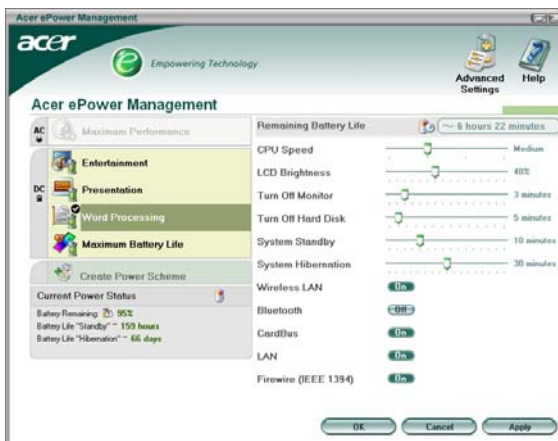 Acer ePower Management
acer
e Empowering Technology
Advanced Settings
Help
Acer ePower Management
AC
Maximum Performance
DC
Entertainment
Presentation
Word Processing
Maximum Battery Life
Create Power Scheme
Current Power Status
Battery Remaining: 95%
Battery Life "Standby" ~ 159 hours
Battery Life "Hibernation" ~ 66 days
Remaining Battery Life ~ 6 hours 22 minutes
CPU Speed Medium
LCD Brightness 40%
Turn Off Monitor 3 minutes
Turn Off Hard Disk 5 minutes
System Standby 10 minutes
System Hibernation 30 minutes
Wireless LAN On
Bluetooth Off
CardBus On
LAN On
Firewire (IEEE 1394) On
OK Cancel Apply